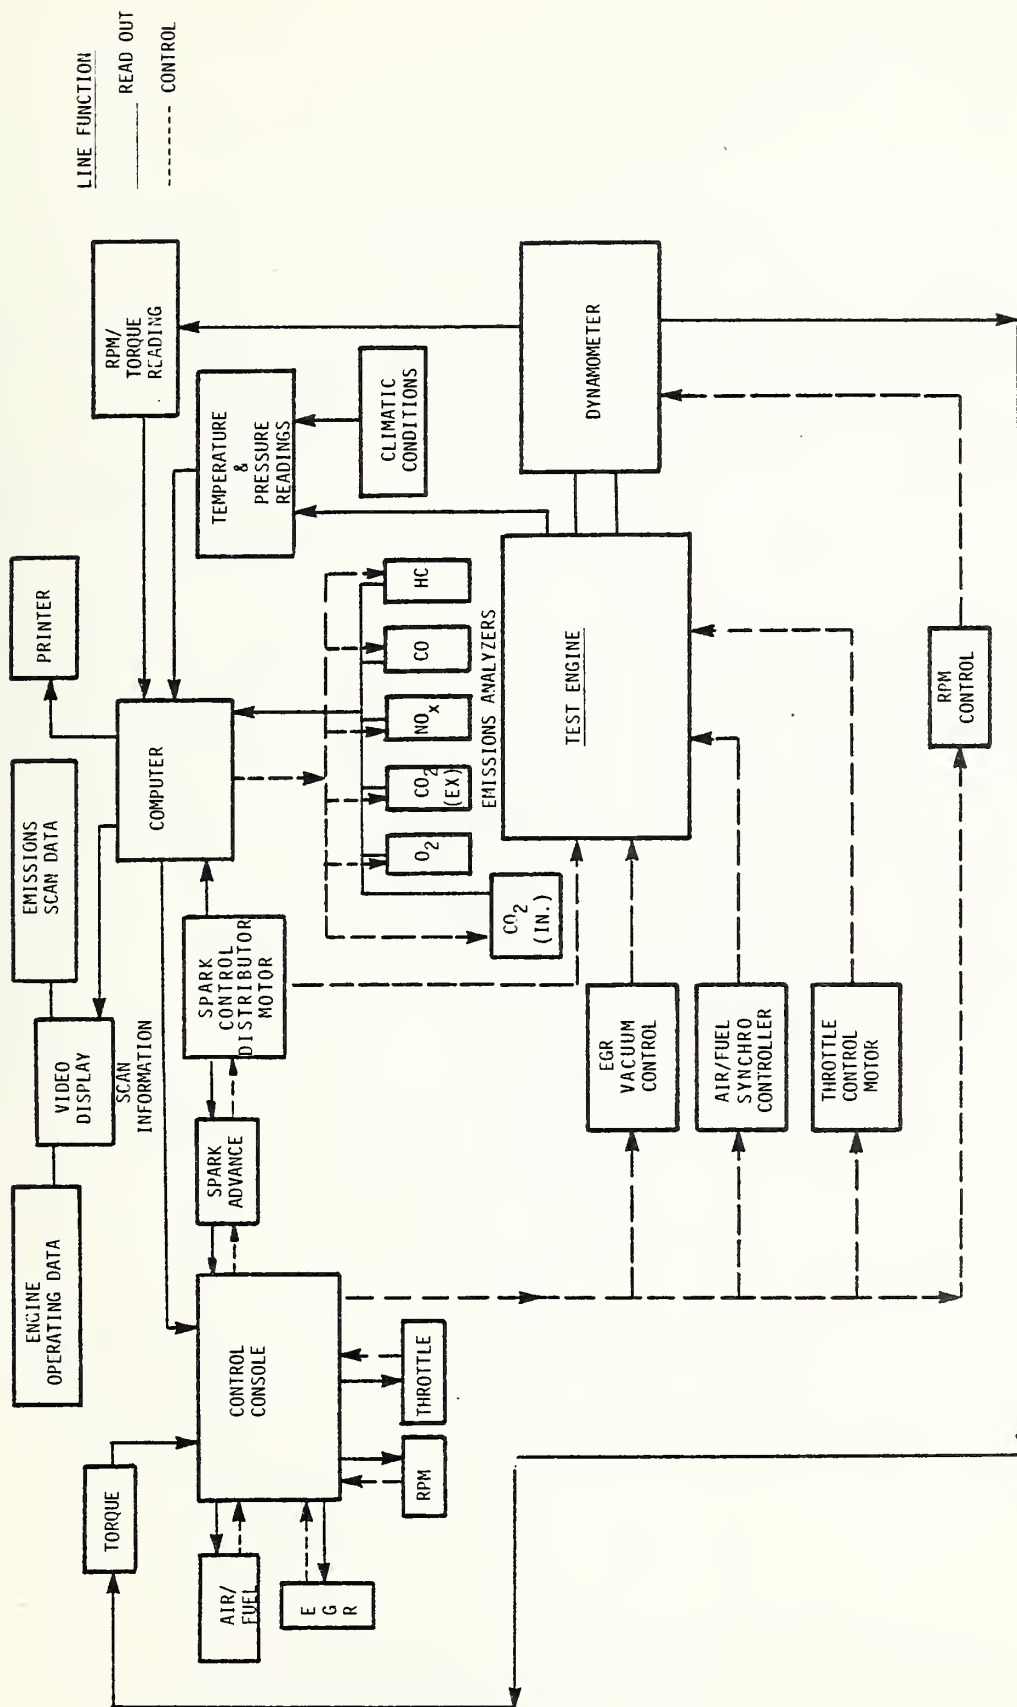 LINE FUNCTION
READ OUT
CONTROL
ENGINE
OPERATING DATA
VIDEO
DISPLAY
EMISSIONS
SCAN DATA
PRINTER
RPM/
TORQUE
READING
TORQUE
SCAN
INFORMATION
COMPUTER
TEMPERATURE
&
PRESSURE
READINGS
AIR/
FUEL
CONTROL
CONSOLE
SPARK
ADVANCE
SPARK
CONTROL
DISTRIBUTOR
MOTOR
E
G
R
CLIMATIC
CONDITIONS
RPM
THROTTLE
O2
CO2
(EX)
NOX
CO
HC
EMISSIONS ANALYZERS
CO2
(IN.)
TEST ENGINE
DYNAMOMETER
EGR
VACUUM
CONTROL
AIR/FUEL
SYNCHRO
CONTROLLER
THROTTLE
CONTROL
MOTOR
RPM
CONTROL